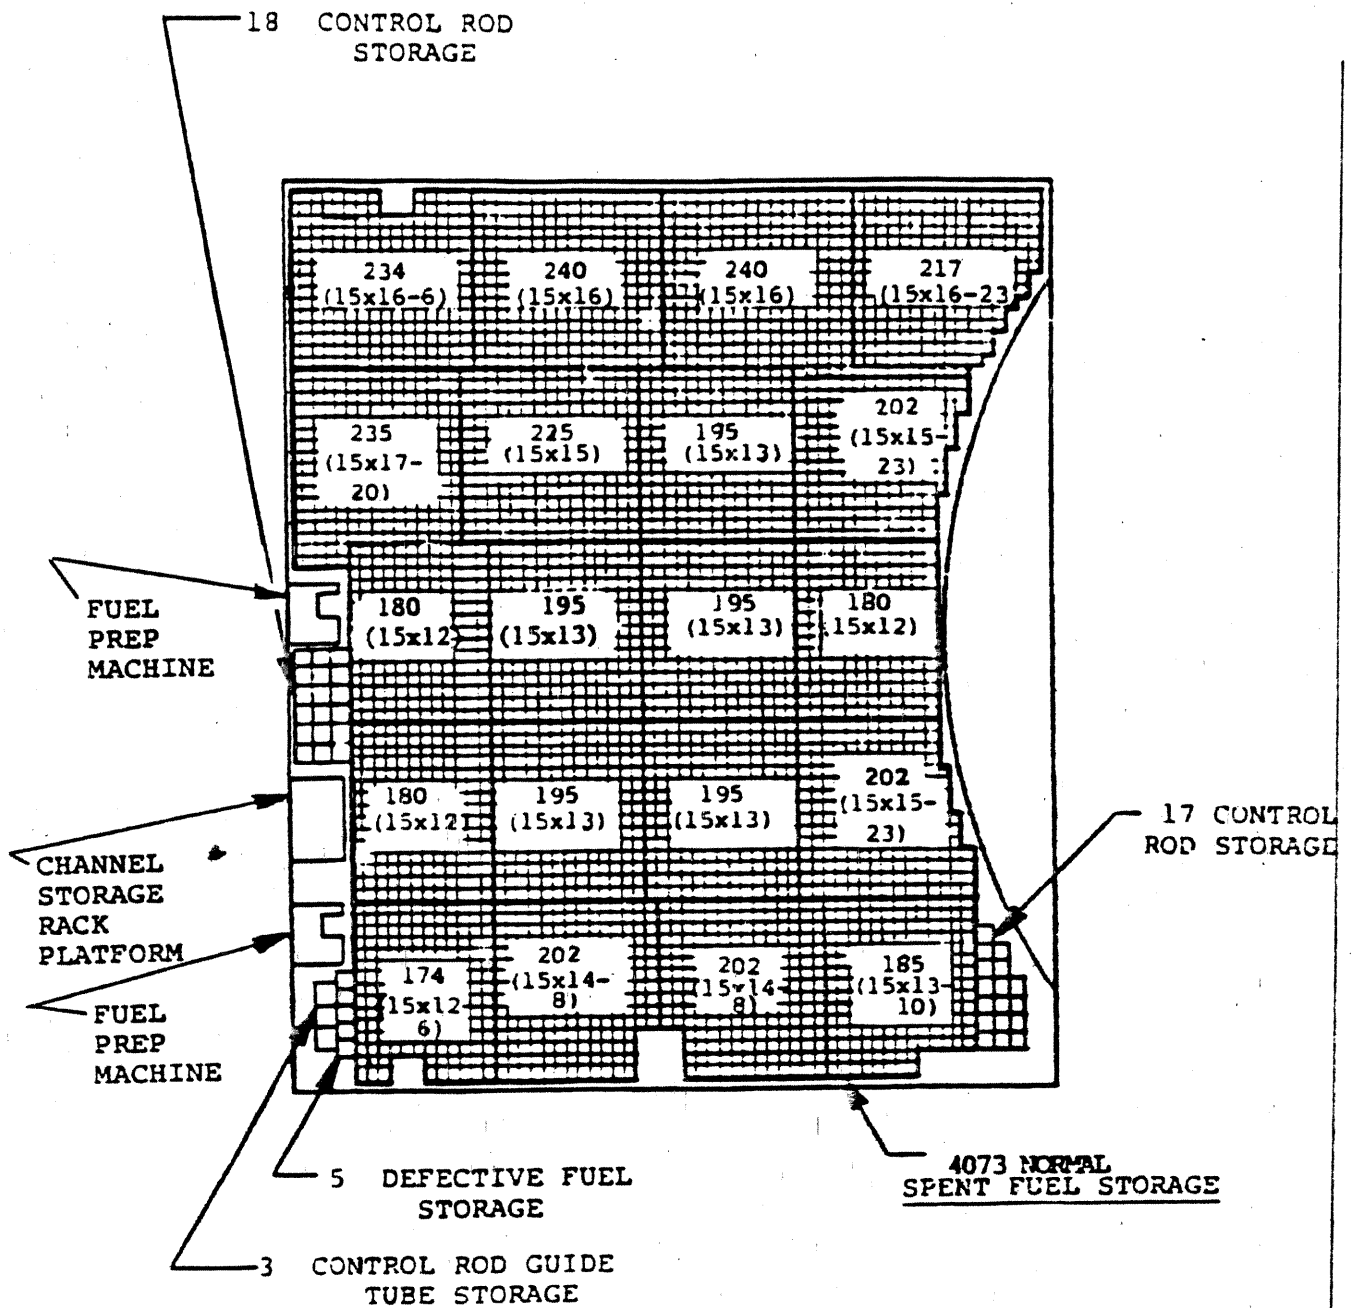 18 CONTROL ROD
STORAGE
234
(15x16-6)
240
(15x16)
240
(15x16)
217
(15x16-23
235
(15x17-
20)
225
(15x15)
195
(15x13)
202
(15x15-
23)
FUEL
PREP
MACHINE
180
(15x12
195
(15x13)
195
(15x13)
180
15x12)
180
(15x12)
195
(15x13)
195
(15x13)
202
(15x15-
23)
17 CONTROL
ROD STORAGE
CHANNEL
STORAGE
RACK
PLATFORM
174
(15x12-
6)
202
(15x14-
8)
202
(15x14-
8)
185
(15x13-
10)
FUEL
PREP
MACHINE
5 DEFECTIVE FUEL
STORAGE
4073 NORMAL
SPENT FUEL STORAGE
3 CONTROL ROD GUIDE
TUBE STORAGE